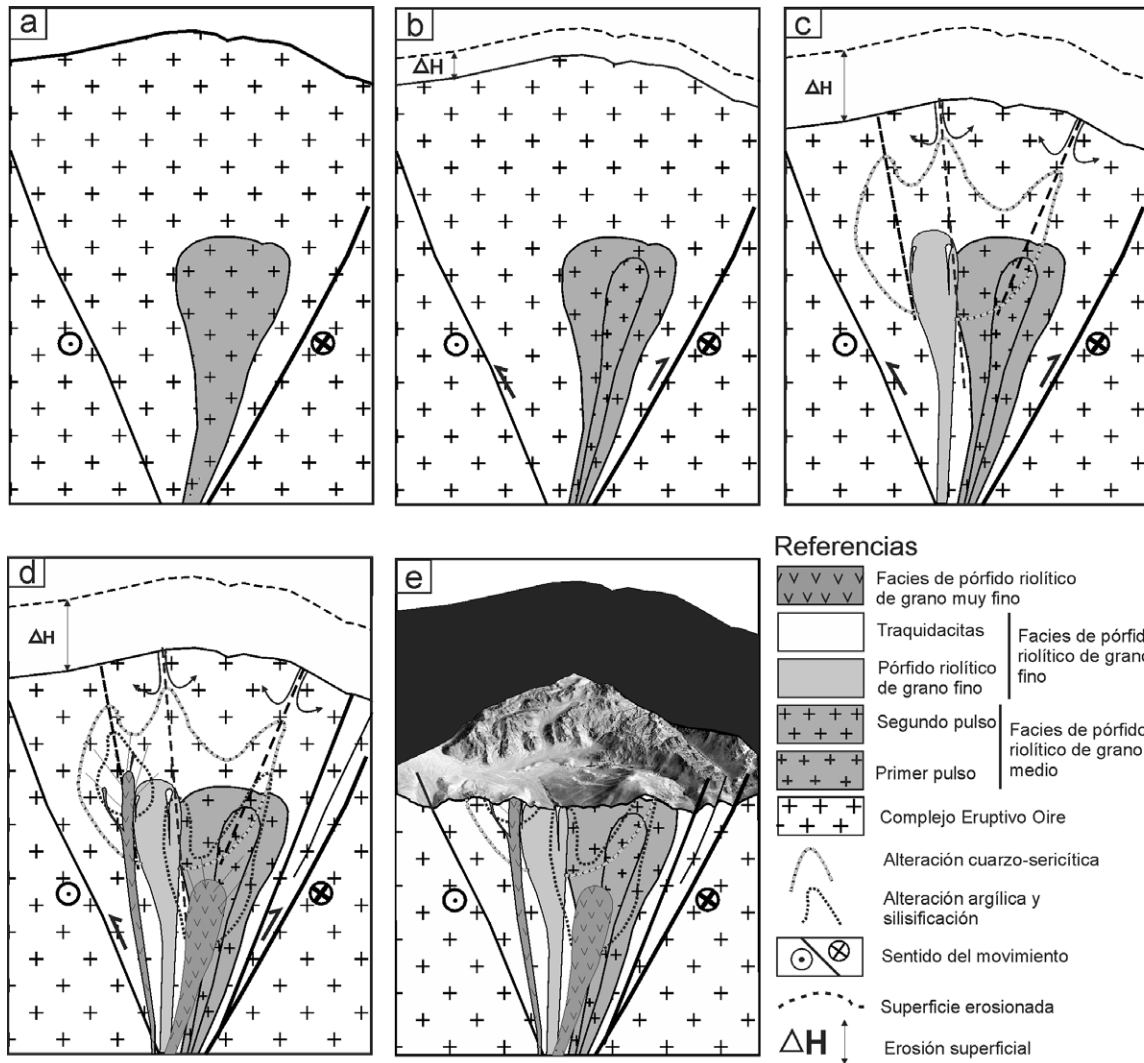 a
b
ΔH
c
ΔH
d
ΔH
e
Referencias
Facies de pórfido riolítico
de grano muy fino
Traquidacitas
Pórfido riolítico
de grano fino
Facies de pórfid
riolítico de grano
fino
Segundo pulso
Primer pulso
Facies de pórfido
riolítico de grano
medio
Complejo Eruptivo Oire
Alteración cuarzo-sericítica
Alteración argílica y
silisificación
Sentido del movimiento
Superficie erosionada
ΔH
Erosión superficial